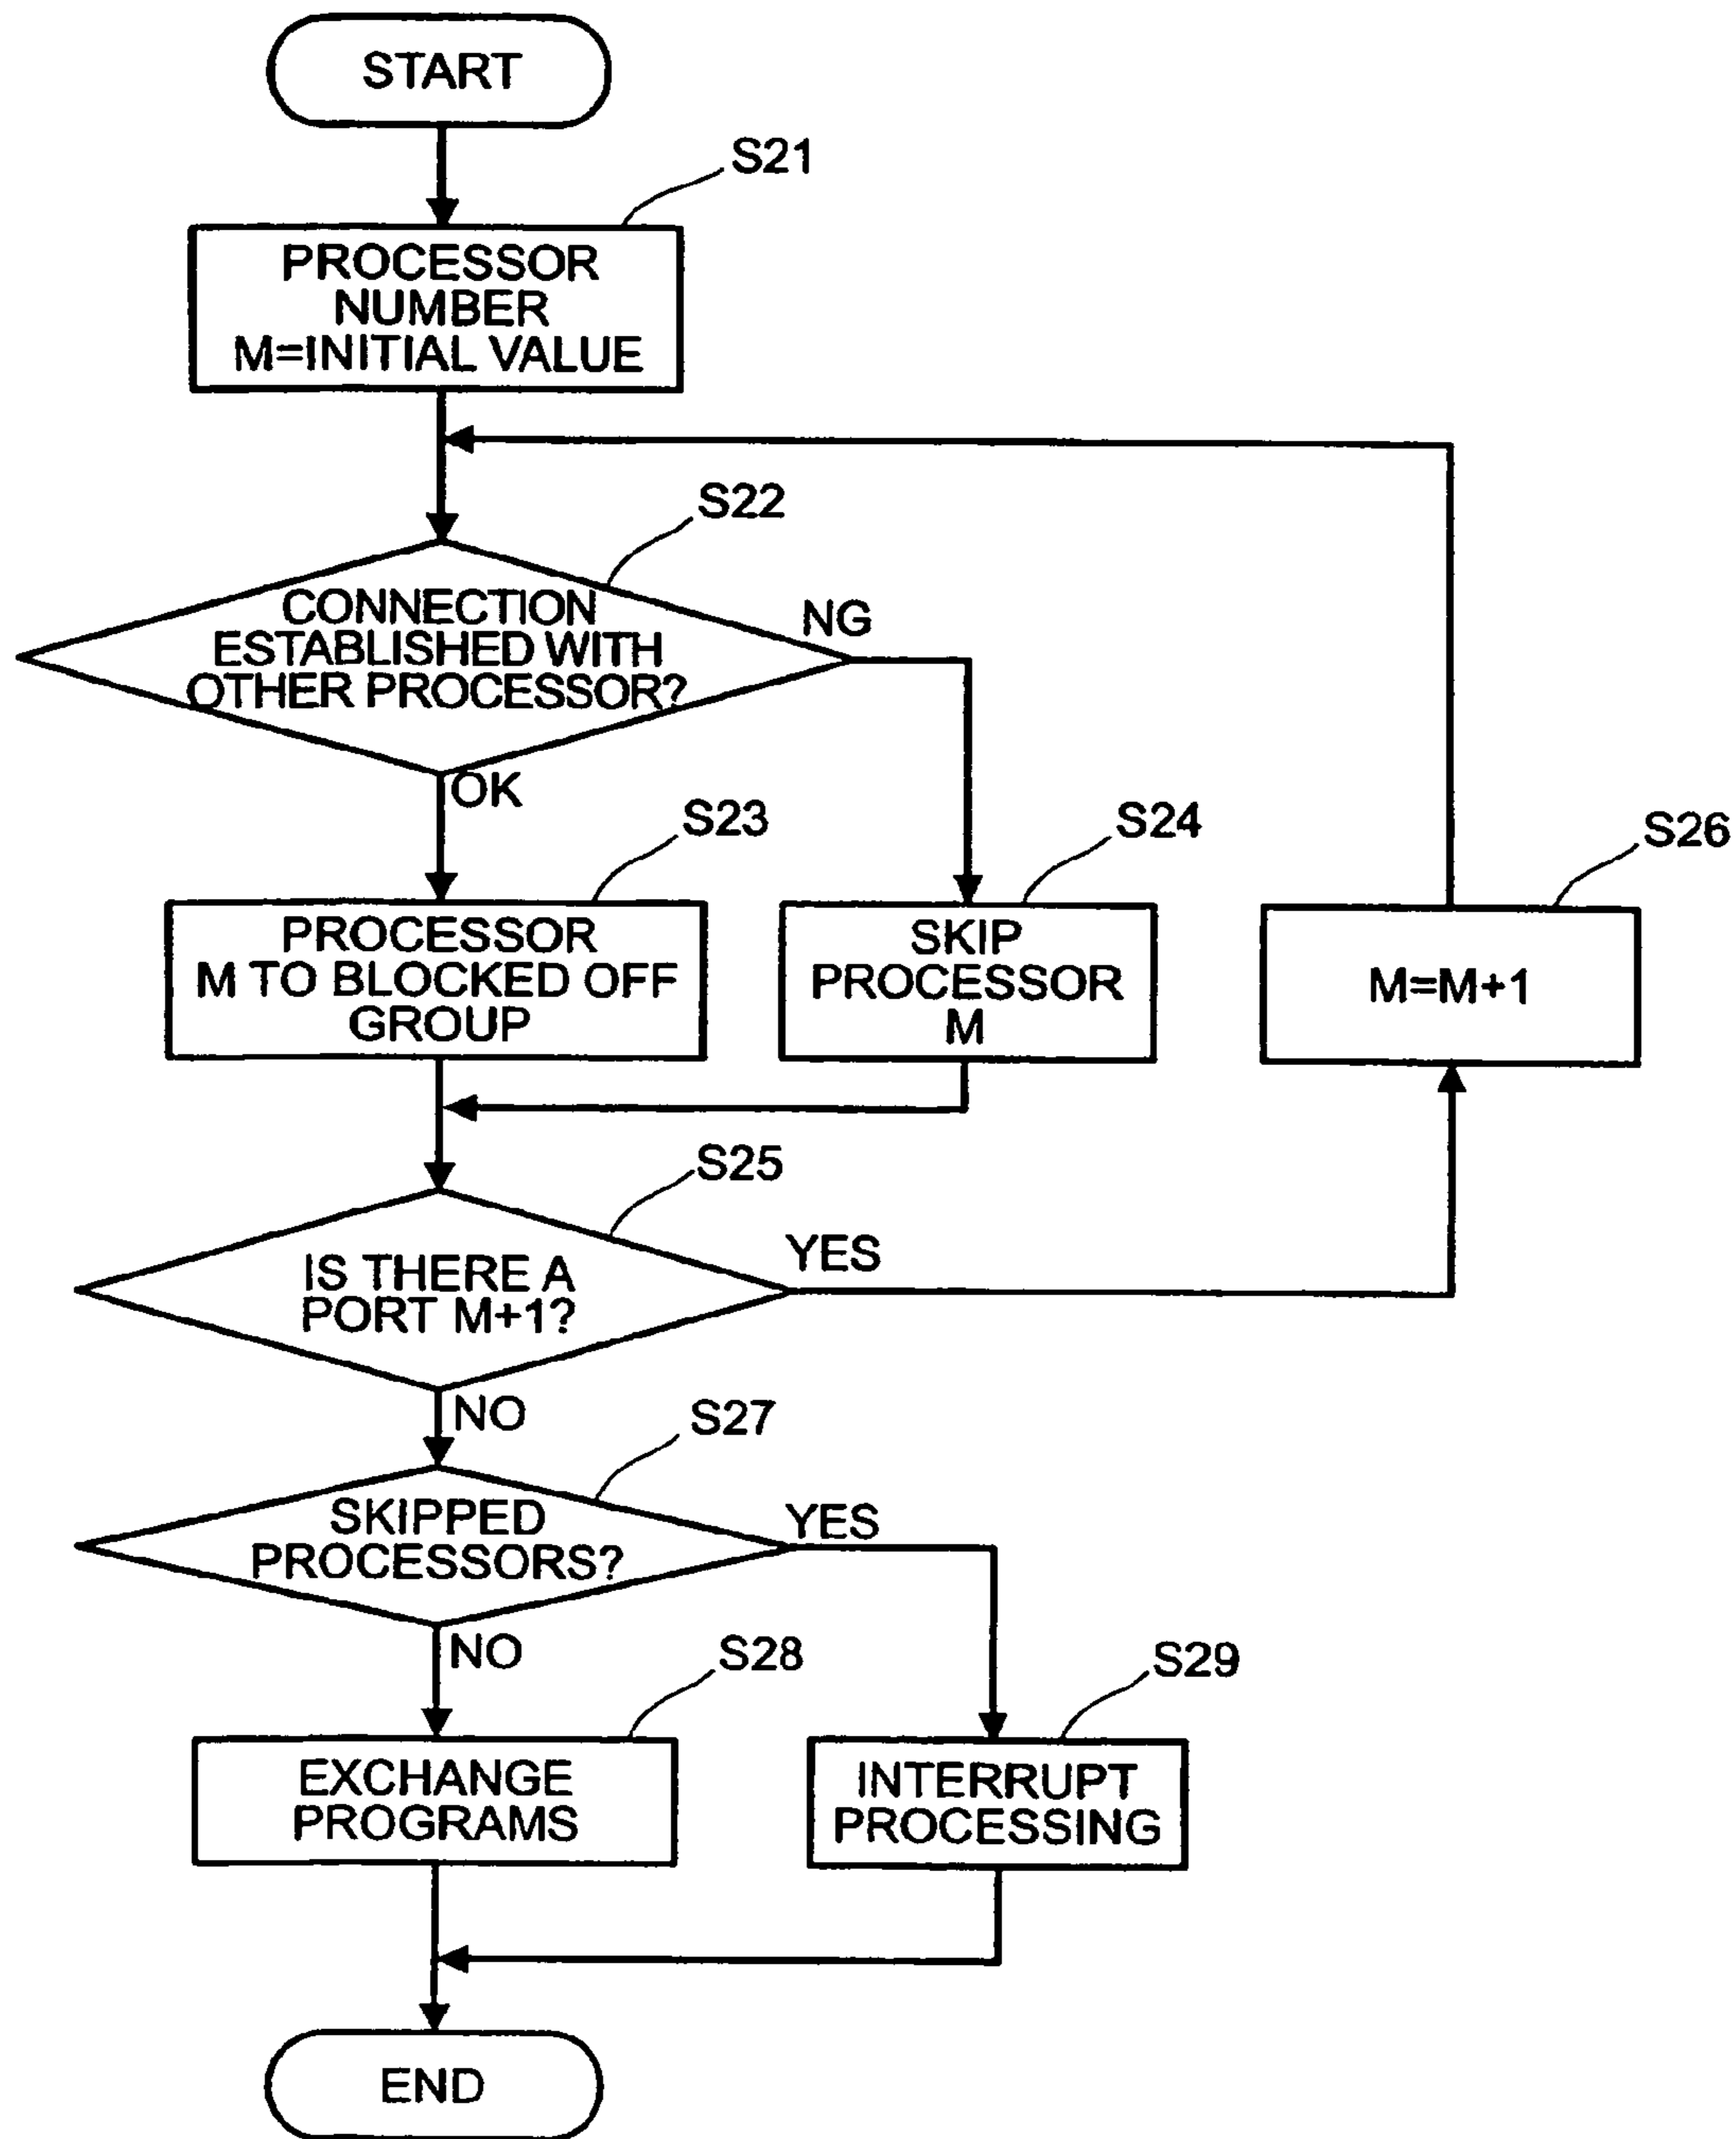 START
S21
PROCESSOR
NUMBER
M=INITIAL VALUE
S22
CONNECTION
ESTABLISHED WITH
OTHER PROCESSOR?
NG
OK
S23
PROCESSOR
M TO BLOCKED OFF
GROUP
S24
SKIP
PROCESSOR
M
S26
M=M+1
S25
IS THERE A
PORT M+1?
YES
NO
S27
SKIPPED
PROCESSORS?
YES
NO
S28
EXCHANGE
PROGRAMS
S29
INTERRUPT
PROCESSING
END